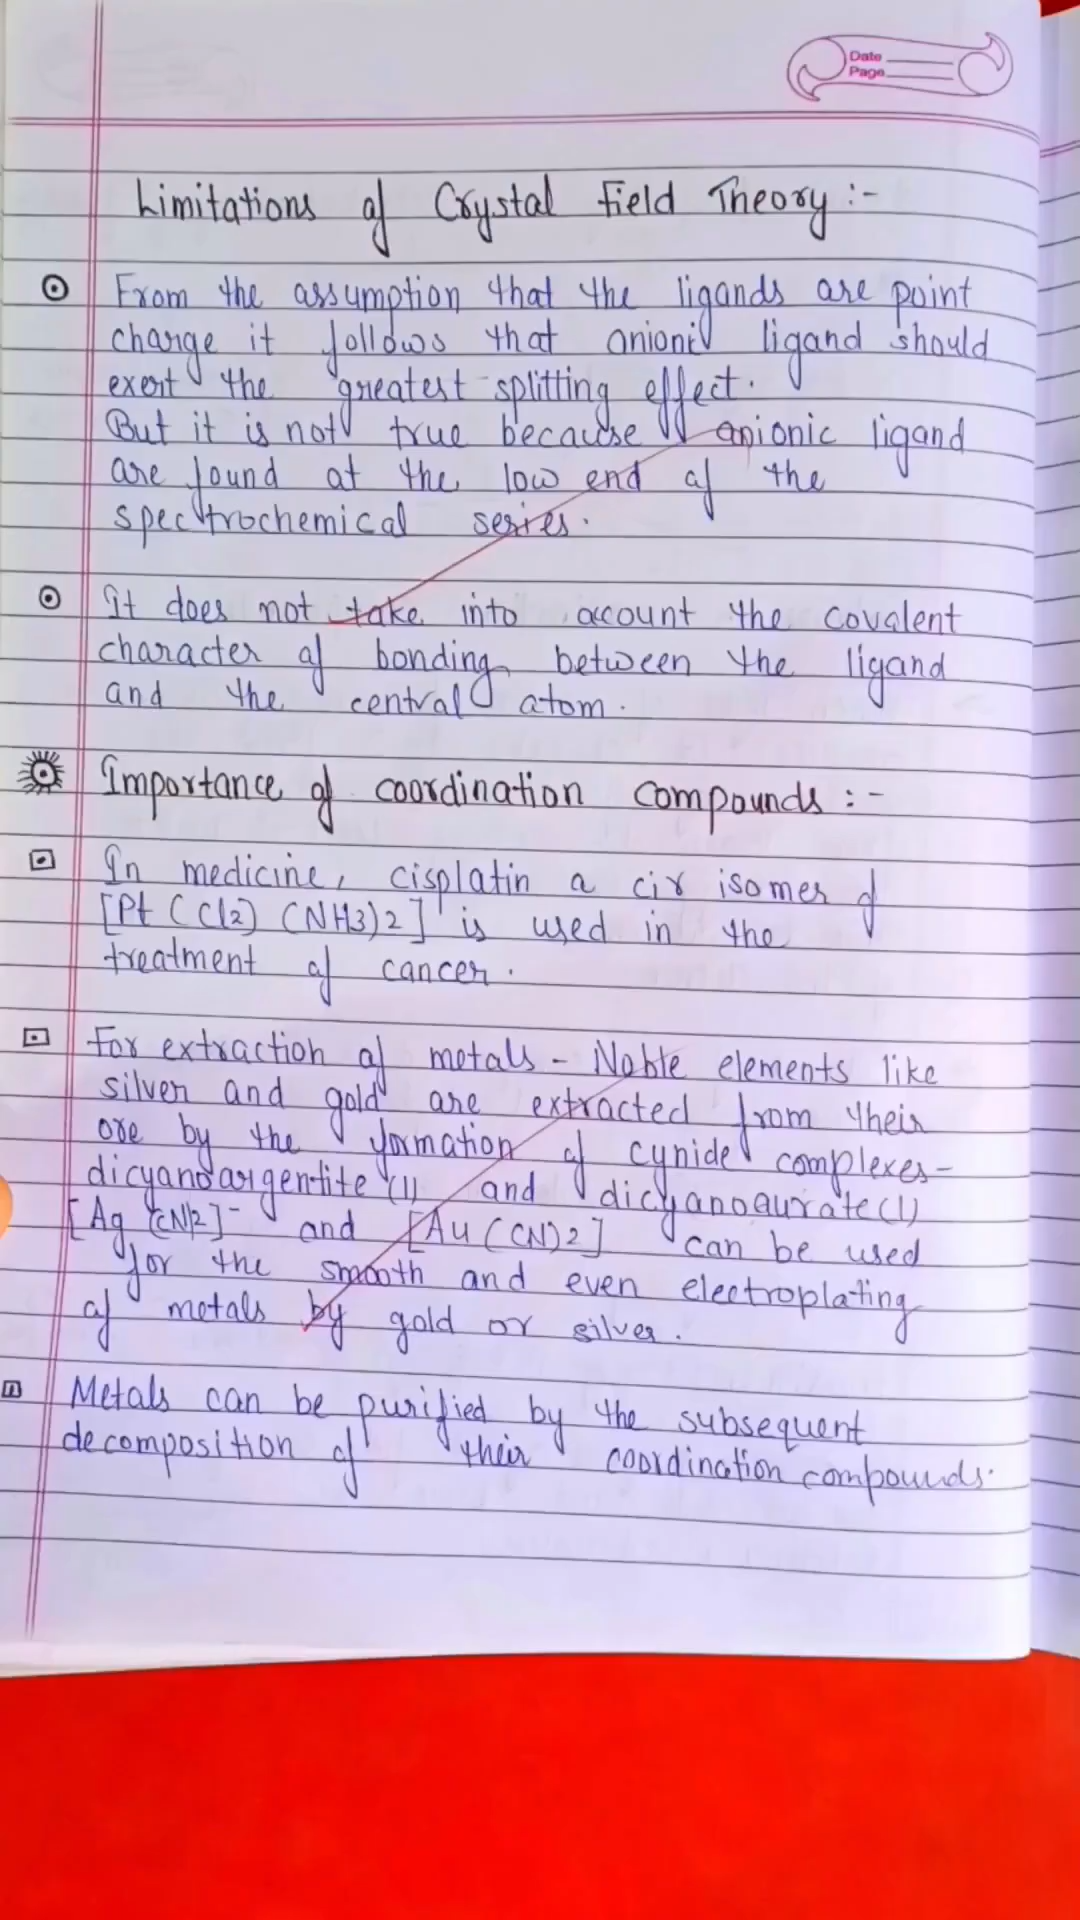 Date
Page
Limitations of Crystal Field Theory :-
From the assumption that the ligands are point
charge it follows that anionic ligand should
exert the greatest splitting effect.
But it is not true because anionic ligand
are found at the low end of the
spectrochemical series.
It does not take into account the covalent
character of bonding between the ligand
and the central atom.
Importance of coordination compounds :-
In medicine, cisplatin a cir isomer of
[Pt (Cl2) (NH3)2] is used in the
treatment of cancer.
For extraction of metals - Noble elements like
silver and gold are extracted from their
ore by the formation of cynide complexes-
dicyanoargentite (I) and dicyanoaurate (I)
[Ag (CN)2]⁻ and [Au (CN)2] can be used
for the smooth and even electroplating
of metals by gold or silver.
Metals can be purified by the subsequent
decomposition of their coordination compounds.